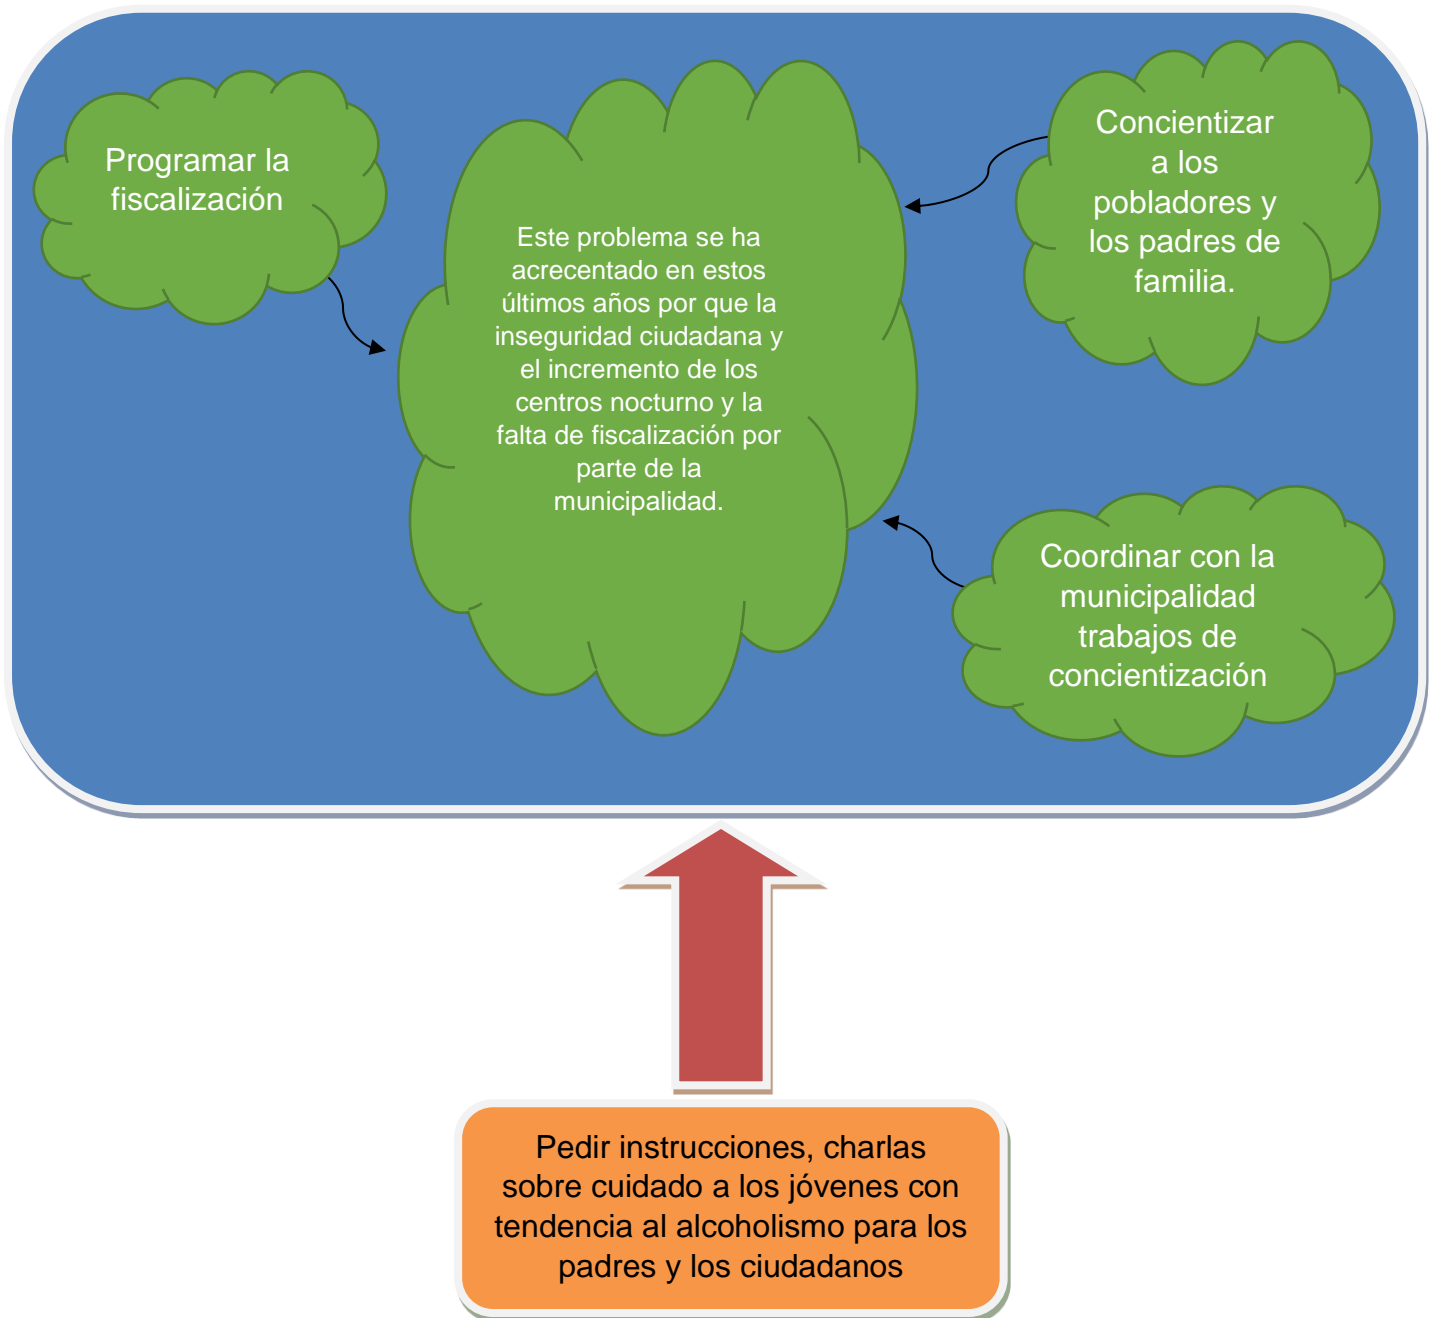 Programar la
fiscalización
Este problema se ha
acrecentado en estos
últimos años por que la
inseguridad ciudadana y
el incremento de los
centros nocturno y la
falta de fiscalización por
parte de la
municipalidad.
Concientizar
a los
pobladores y
los padres de
familia.
Coordinar con la
municipalidad
trabajos de
concientización
Pedir instrucciones, charlas
sobre cuidado a los jóvenes con
tendencia al alcoholismo para los
padres y los ciudadanos